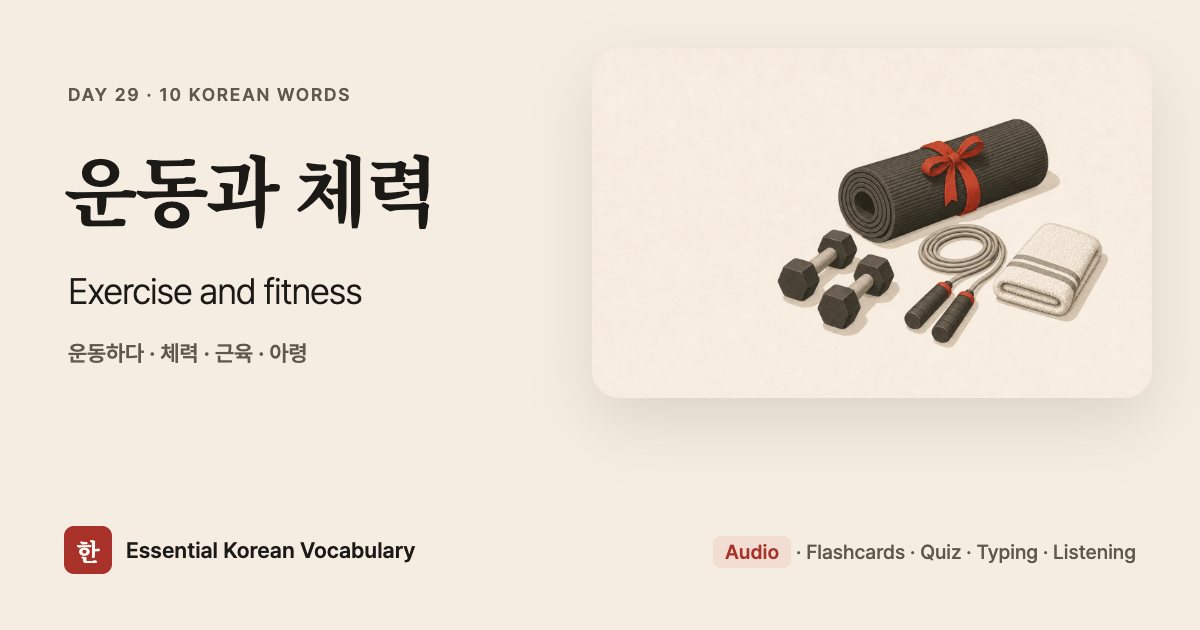 DAY 29 · 10 KOREAN WORDS
운동과 체력
Exercise and fitness
운동하다 · 체력 · 근육 · 아령
한 Essential Korean Vocabulary
Audio · Flashcards · Quiz · Typing · Listening